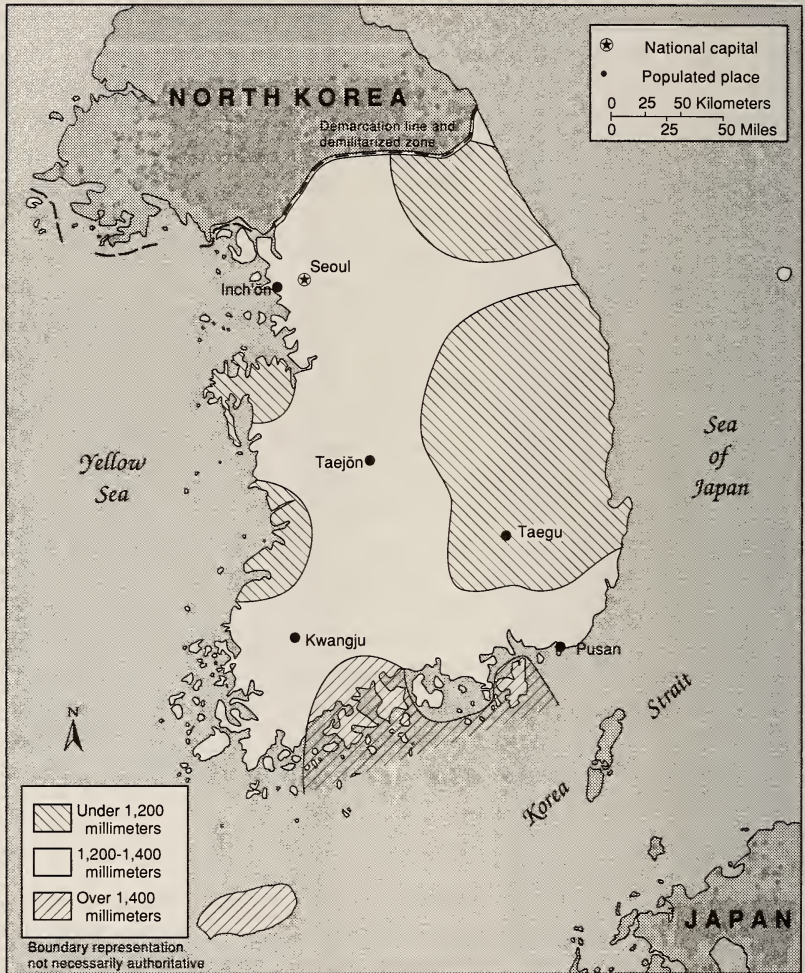 National capital
Populated place
0 25 50 Kilometers
0 25 50 Miles
NORTH KOREA
Demarcation line and
demilitarized zone
Seoul
Inch'ŏn
Yellow
Sea
Sea
of
Japan
Taejŏn
Taegu
Kwangju
Pusan
N
Korea Strait
Under 1,200
millimeters
1,200-1,400
millimeters
Over 1,400
millimeters
JAPAN
Boundary representation
not necessarily authoritative